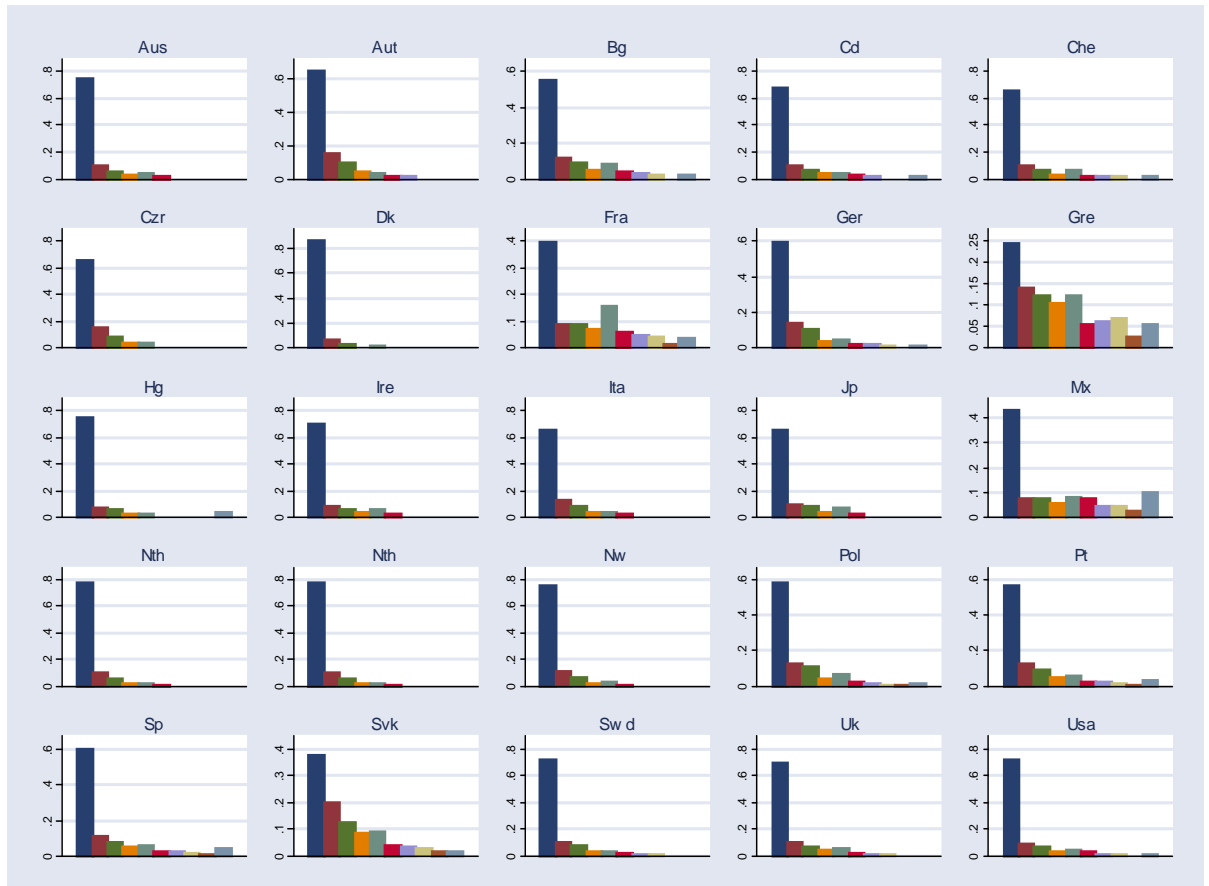 Aus Aut Bg Cd Che
0 .2 .4 .6 .8 0 .2 .4 .6 0 .2 .4 .6 0 .2 .4 .6 .8 0 .2 .4 .6 .8
Czr Dk Fra Ger Gre
0 .2 .4 .6 .8 0 .2 .4 .6 .8 0 .1 .2 .3 .4 0 .2 .4 .6 0 .05 .1 .15 .2 .25
Hg Ire Ita Jp Mx
0 .2 .4 .6 .8 0 .2 .4 .6 .8 0 .2 .4 .6 .8 0 .2 .4 .6 .8 0 .1 .2 .3 .4
Nth Nth Nw Pol Pt
0 .2 .4 .6 .8 0 .2 .4 .6 .8 0 .2 .4 .6 .8 0 .2 .4 .6 0 .2 .4 .6
Sp Svk Sw d Uk Usa
0 .2 .4 .6 0 .1 .2 .3 .4 0 .2 .4 .6 .8 0 .2 .4 .6 .8 0 .2 .4 .6 .8